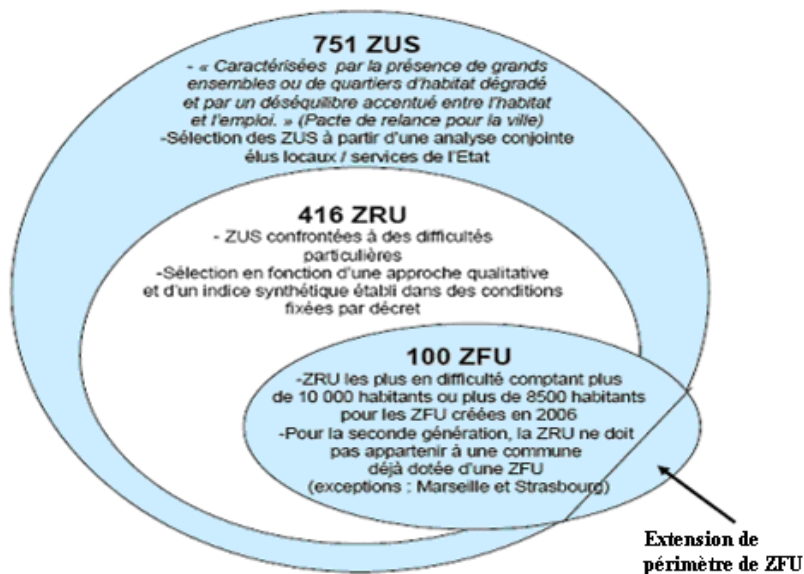 751 ZUS
- « Caractérisées par la présence de grands
ensembles ou de quartiers d'habitat dégradé
et par un déséquilibre accentué entre l'habitat
et l'emploi. » (Pacte de relance pour la ville)
-Sélection des ZUS à partir d'une analyse conjointe
élus locaux / services de l'Etat
416 ZRU
- ZUS confrontées à des difficultés
particulières
-Sélection en fonction d'une approche qualitative
et d'un indice synthétique établi dans des conditions
fixées par décret
100 ZFU
-ZRU les plus en difficulté comptant plus
de 10 000 habitants ou plus de 8500 habitants
pour les ZFU créées en 2006
-Pour la seconde génération, la ZRU ne doit
pas appartenir à une commune
déjà dotée d'une ZFU
(exceptions : Marseille et Strasbourg)
Extension de
périmètre de ZFU